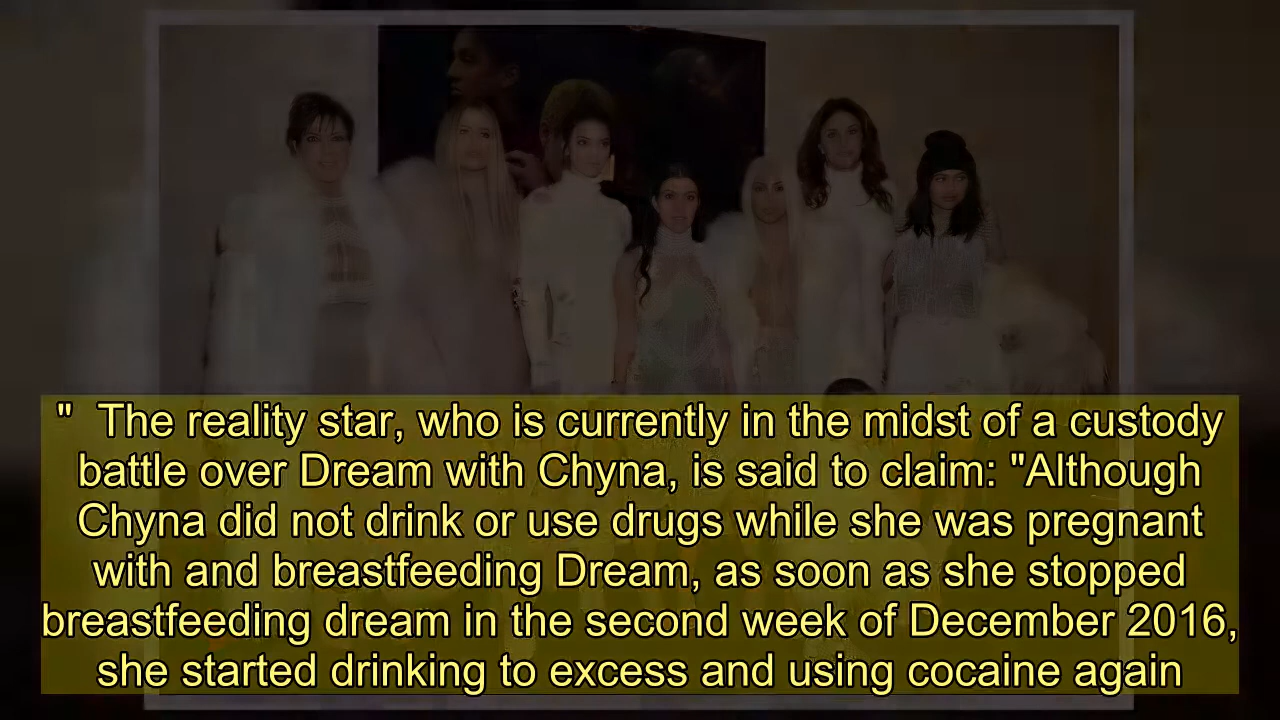 "  The reality star, who is currently in the midst of a custody
battle over Dream with Chyna, is said to claim: "Although
Chyna did not drink or use drugs while she was pregnant
with and breastfeeding Dream, as soon as she stopped
breastfeeding dream in the second week of December 2016,
she started drinking to excess and using cocaine again